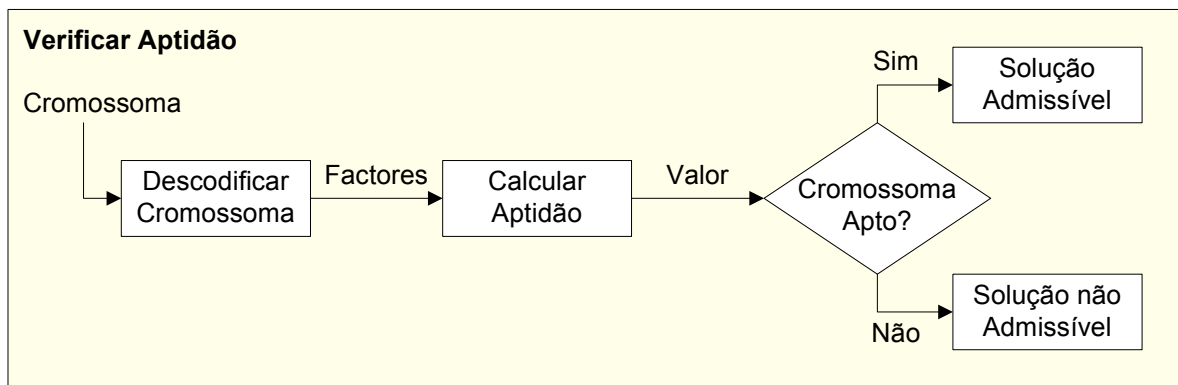 Verificar Aptidão
Cromossoma
Descodificar
Cromossoma
Factores
Calcular
Aptidão
Valor
Cromossoma
Apto?
Sim
Solução
Admissível
Não
Solução não
Admissível